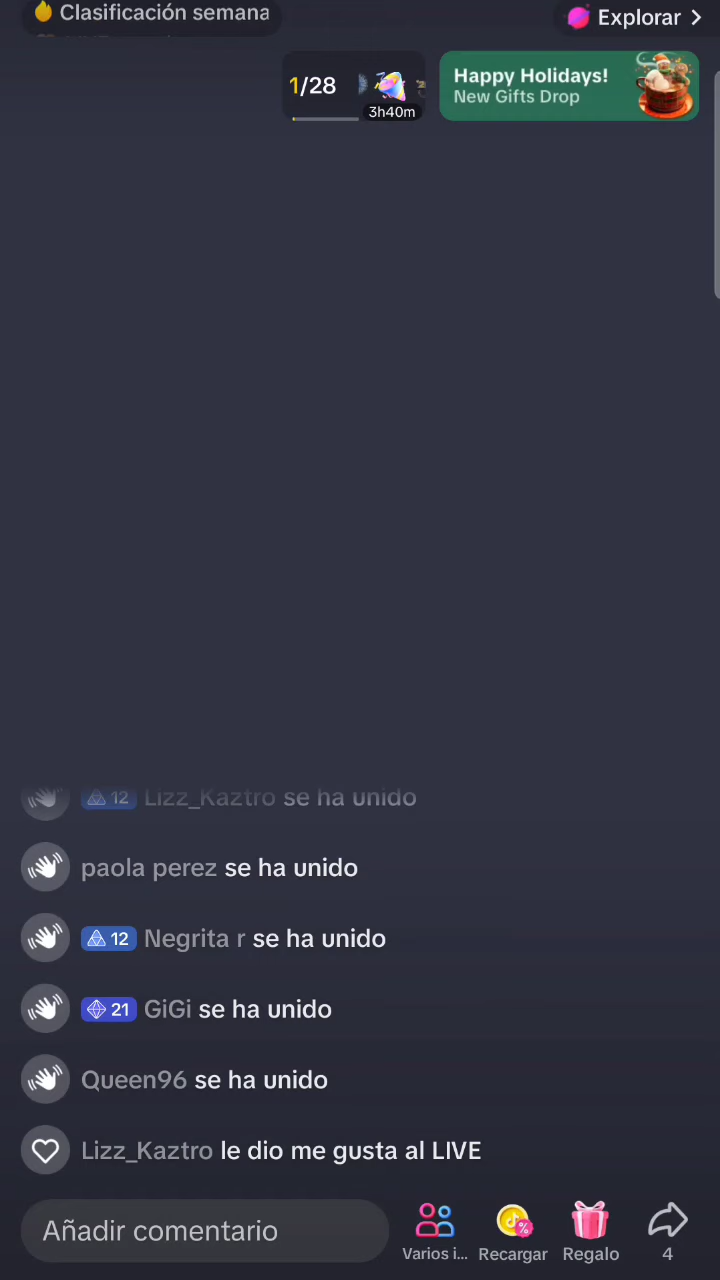 Clasificación semana
Explorar
1/28
3h40m
Happy Holidays!
New Gifts Drop
12 Lizz_Kaztro se ha unido
paola perez se ha unido
12 Negrita r se ha unido
21 GiGi se ha unido
Queen96 se ha unido
Lizz_Kaztro le dio me gusta al LIVE
Añadir comentario
Varios i...
Recargar
Regalo
4